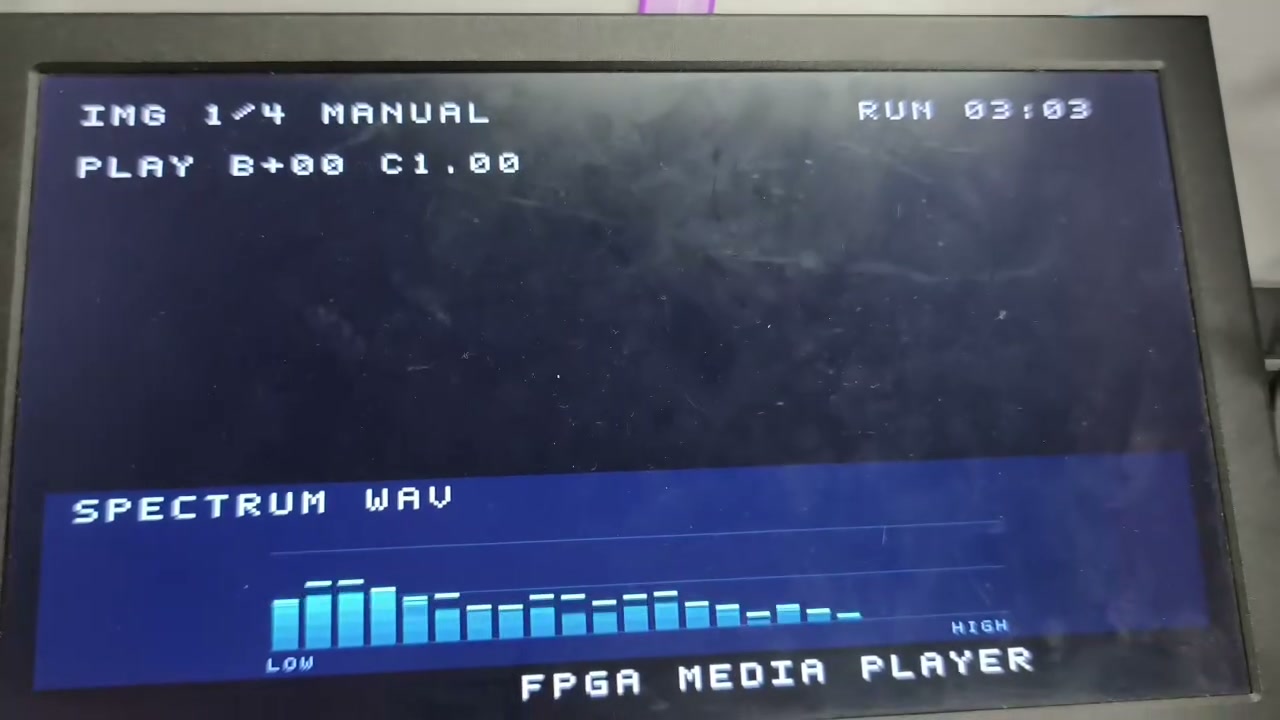 IMG 1/4 MANUAL
RUN 03:03
PLAY B+00 C1.00
SPECTRUM WAV
HIGH
LOW
FPGA MEDIA PLAYER